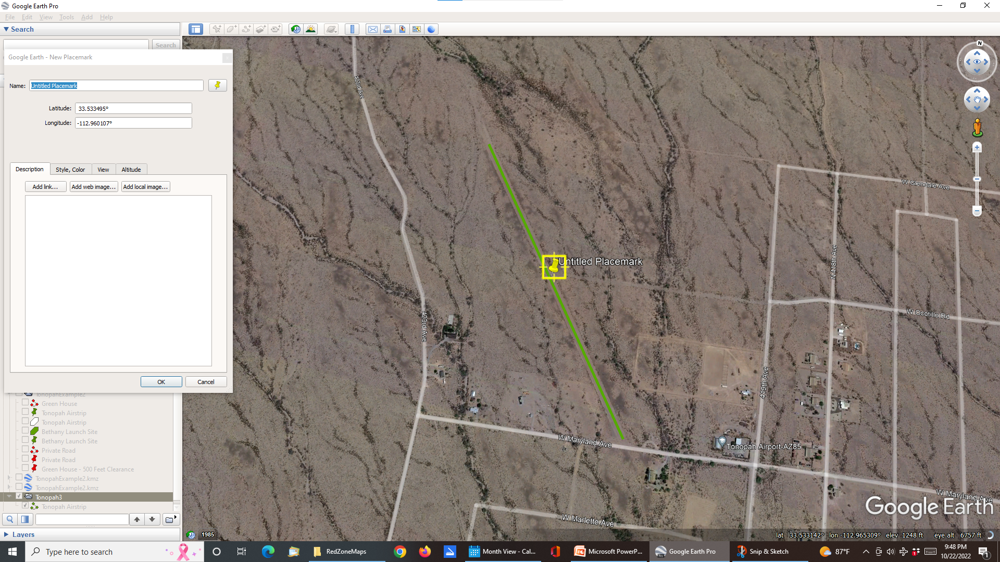 Google Earth Pro
File Edit View Tools Add Help
Search
Search
Google Earth - New Placemark
Name: Untitled Placemark
Latitude: 33.533495°
Longitude: -112.960107°
Description Style, Color View Altitude
Add link... Add web image... Add local image...
OK Cancel
TonopahExample2
Green House
Tonopah Airstrip
Tonopah Airstrip
Bethany Launch Site
Bethany Launch Site
Private Road
Private Road
Green House - 500 Feet Clearance
TonopahExample2.kmz
TonopahExample2.kmz
Tonopah3
Tonopah Airstrip
Layers
N
423rd Ave
W Glendale Ave
N 418th Ave
Untitled Placemark
W Ocotillo Rd
423rd Ave
419th Ave
W Maryland Ave
Tonopah Airport-AZ85
W Maryland Ave
W Marlette Ave
Google Earth
1985
lat 33.533142° lon -112.965309° elev 1248 ft eye alt 6757 ft
Type here to search
RedZoneMaps
Month View - Cal...
Microsoft PowerP...
Google Earth Pro
Snip & Sketch
87°F
9:48 PM
10/22/2022
1